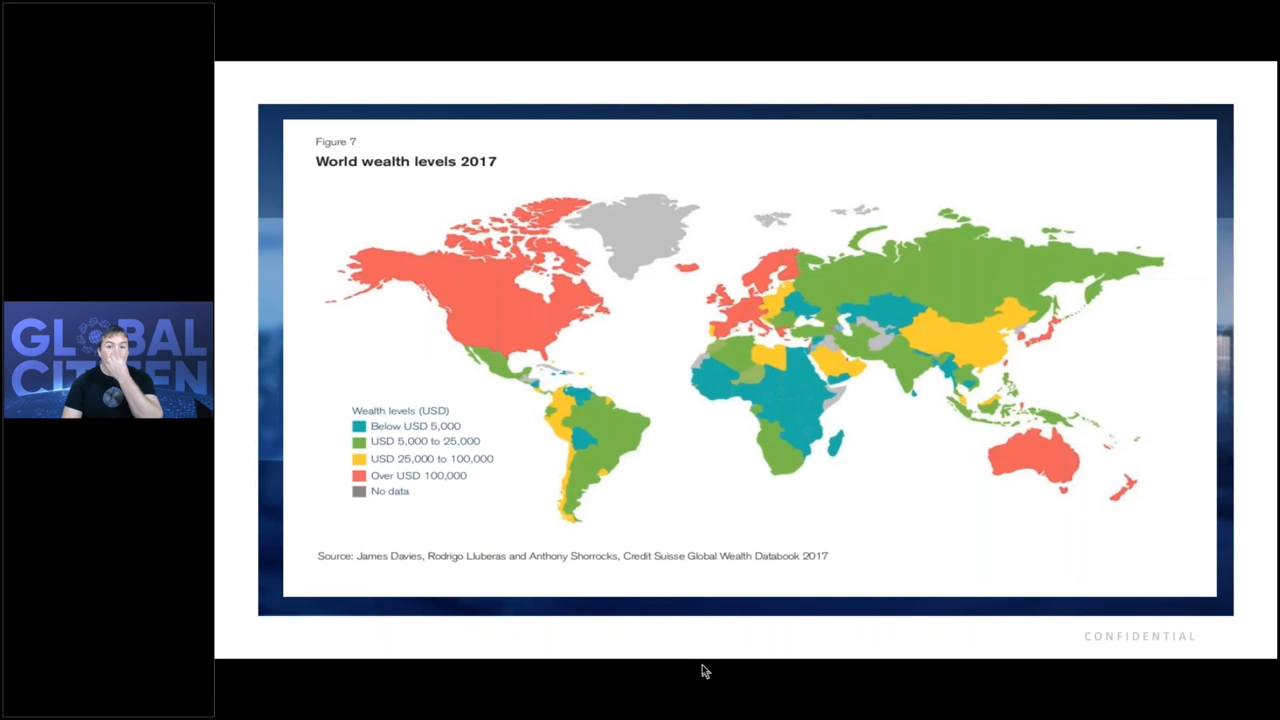 GLOBAL
CITIZEN
Figure 7
World wealth levels 2017
Wealth levels (USD)
Below USD 5,000
USD 5,000 to 25,000
USD 25,000 to 100,000
Over USD 100,000
No data
Source: James Davies, Rodrigo Lluberas and Anthony Shorrocks, Credit Suisse Global Wealth Databook 2017
CONFIDENTIAL